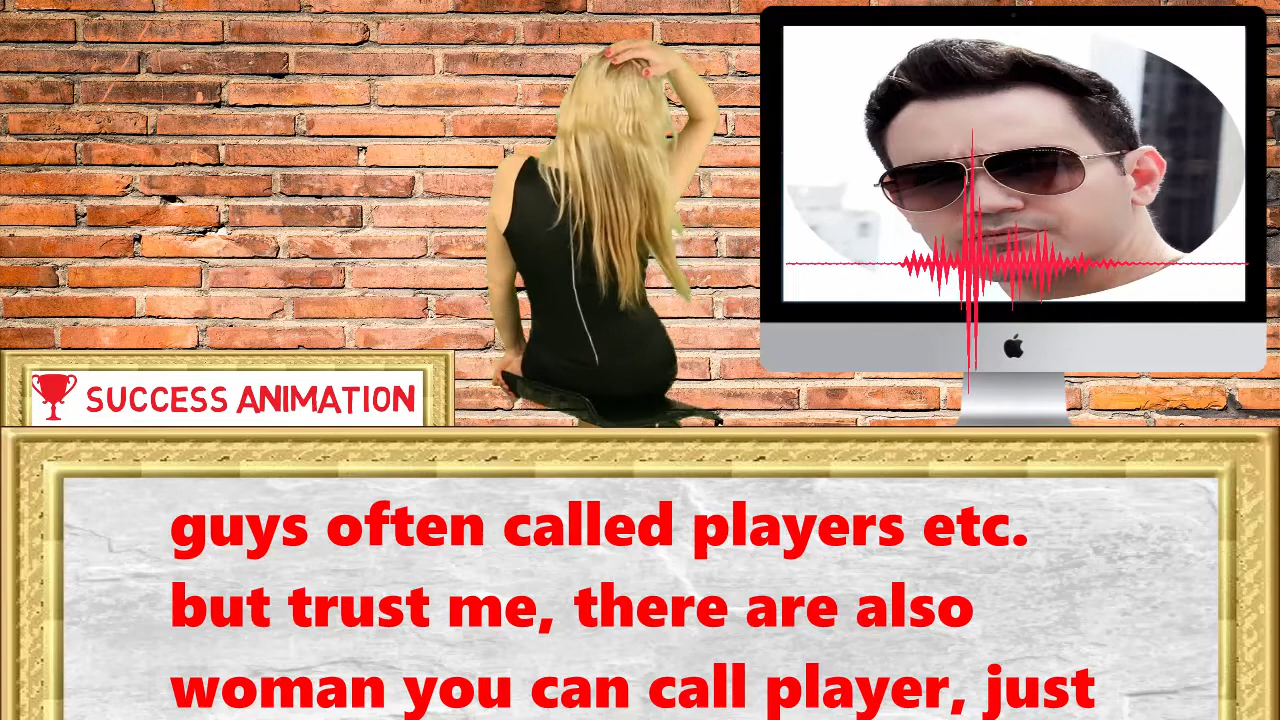 SUCCESS ANIMATION
guys often called players etc.
but trust me, there are also
woman you can call player, just